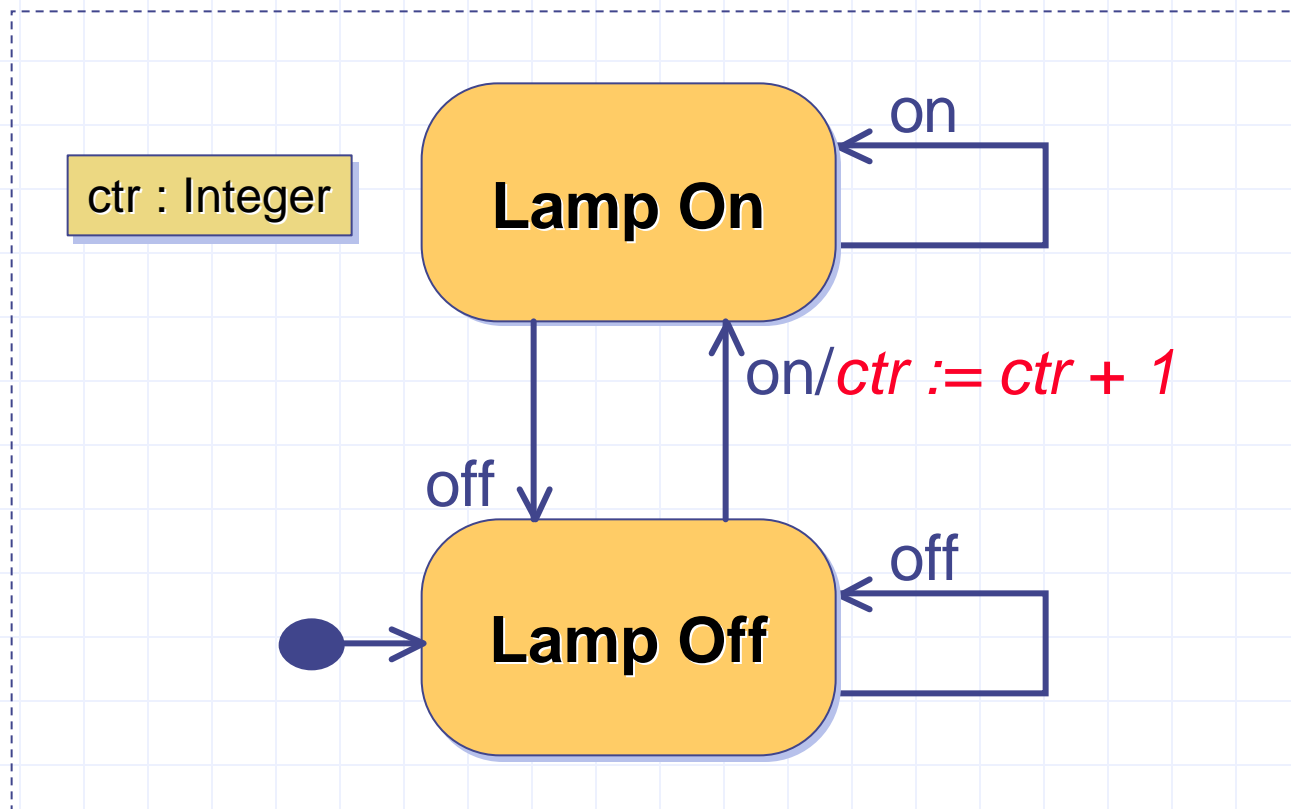 on
ctr : Integer
Lamp On
on/ctr := ctr + 1
off
off
Lamp Off